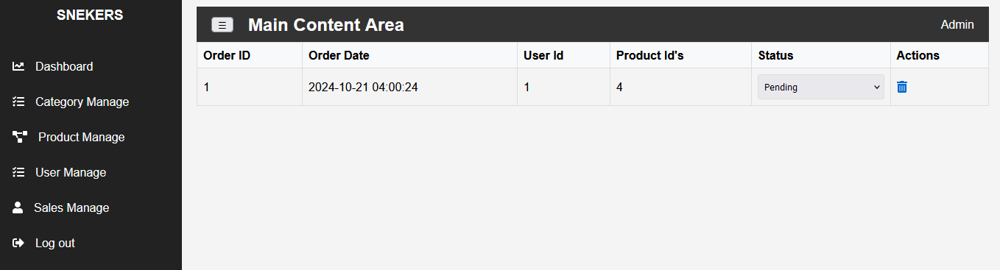 SNEKERS
Dashboard
Category Manage
Product Manage
User Manage
Sales Manage
Log out
Main Content Area Admin
Order ID Order Date User Id Product Id's Status Actions
1 2024-10-21 04:00:24 1 4 Pending